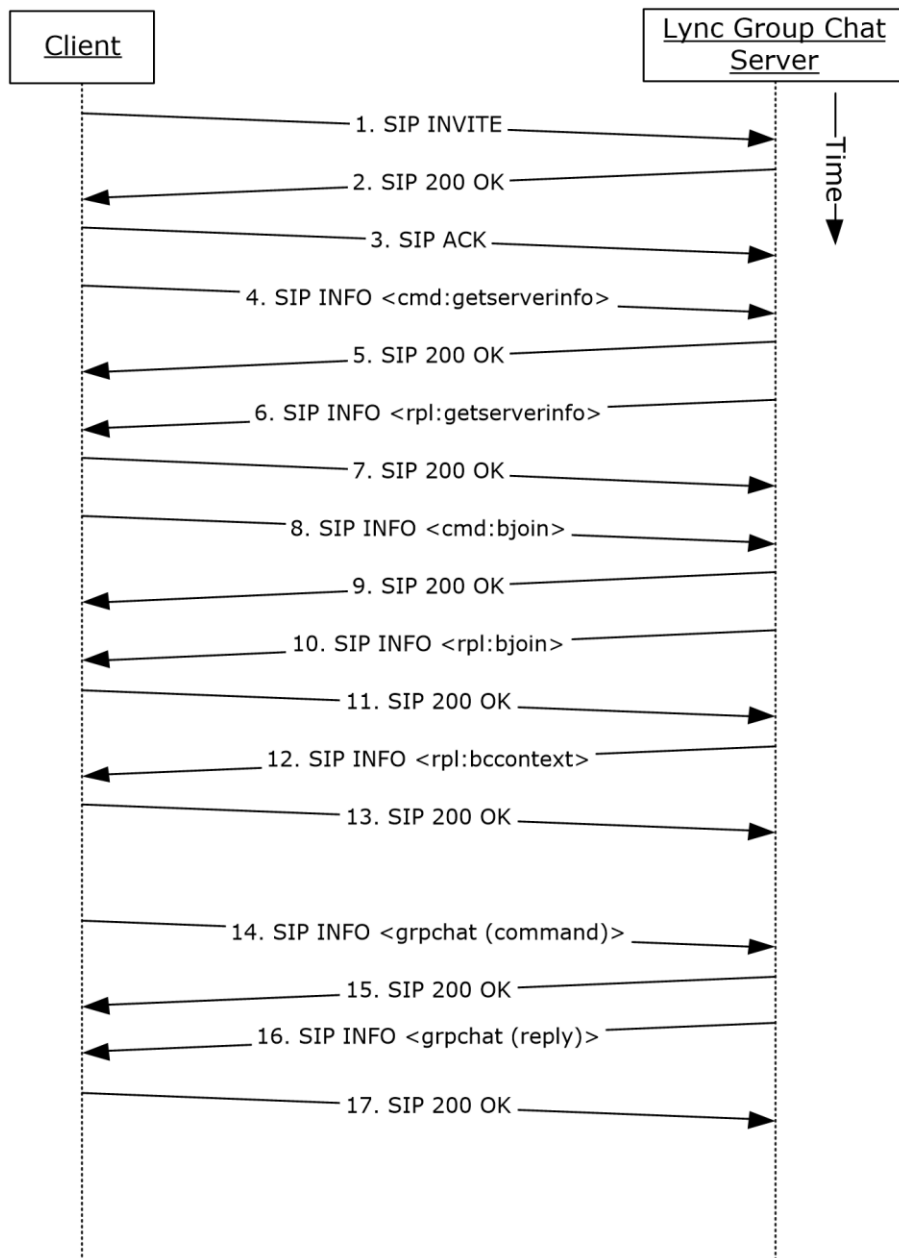 Client
Lync Group Chat
Server
Time
1. SIP INVITE
2. SIP 200 OK
3. SIP ACK
4. SIP INFO <cmd:getserverinfo>
5. SIP 200 OK
6. SIP INFO <rpl:getserverinfo>
7. SIP 200 OK
8. SIP INFO <cmd:bjoin>
9. SIP 200 OK
10. SIP INFO <rpl:bjoin>
11. SIP 200 OK
12. SIP INFO <rpl:bccontext>
13. SIP 200 OK
14. SIP INFO <grpchat (command)>
15. SIP 200 OK
16. SIP INFO <grpchat (reply)>
17. SIP 200 OK